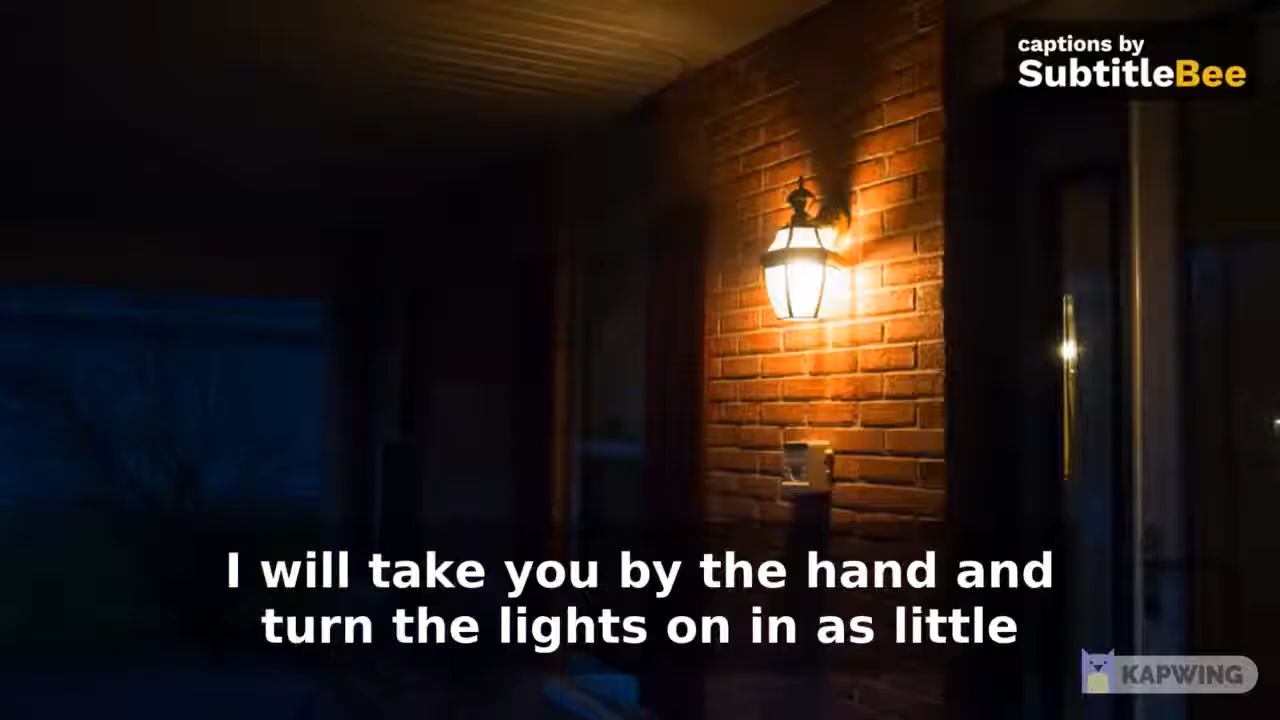 captions by
SubtitleBee
I will take you by the hand and
turn the lights on in as little
KAPWING